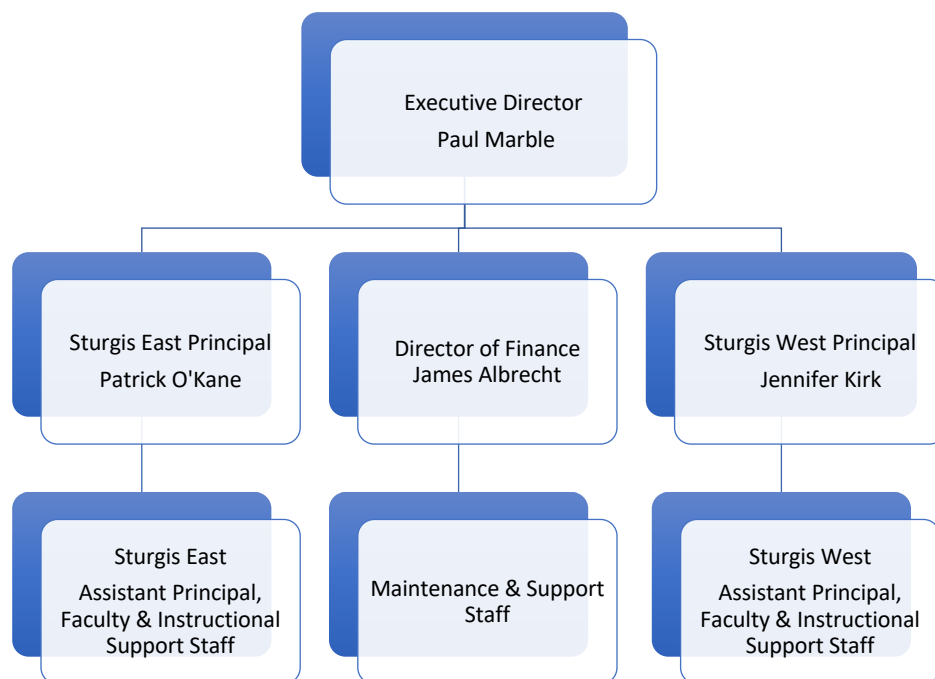 Executive Director
Paul Marble
Sturgis East Principal
Patrick O'Kane
Director of Finance
James Albrecht
Sturgis West Principal
Jennifer Kirk
Sturgis East
Assistant Principal,
Faculty & Instructional
Support Staff
Maintenance & Support
Staff
Sturgis West
Assistant Principal,
Faculty & Instructional
Support Staff